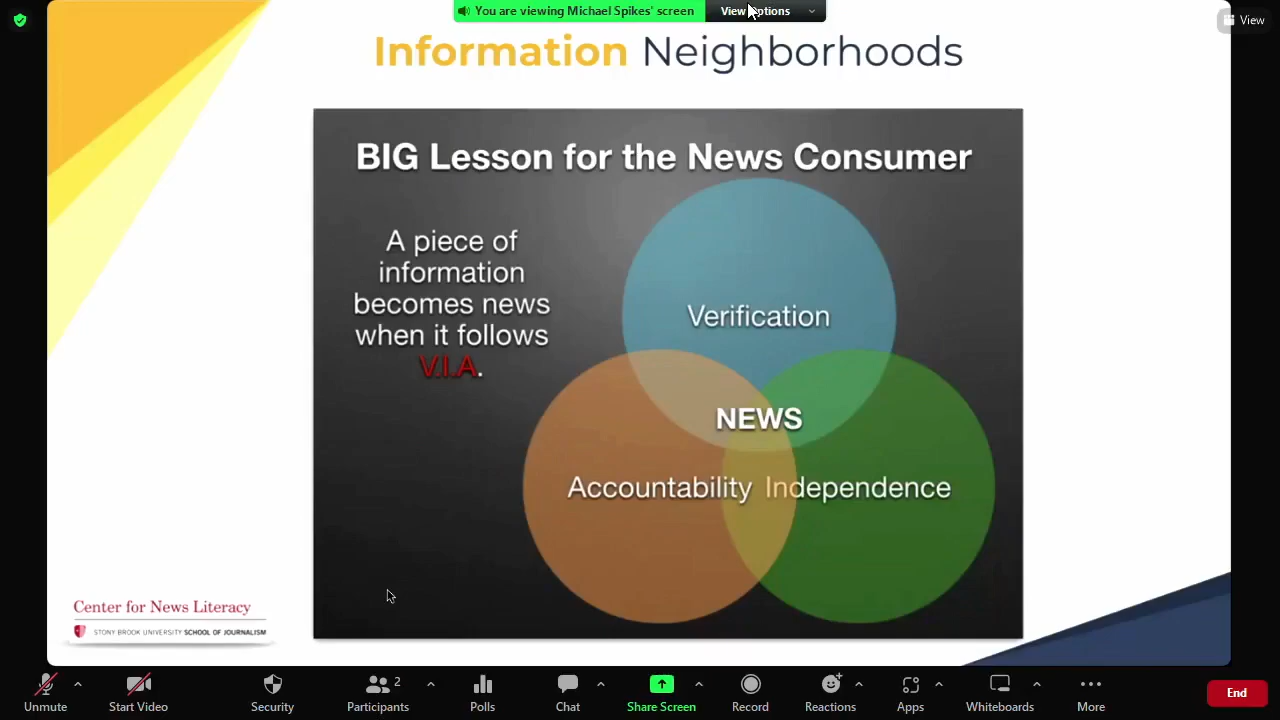 You are viewing Michael Spikes' screen
View Options
View
Information Neighborhoods
BIG Lesson for the News Consumer
A piece of
information
becomes news
when it follows
V.I.A.
Verification
NEWS
Accountability
Independence
Center for News Literacy
STONY BROOK UNIVERSITY SCHOOL OF JOURNALISM
Unmute
Start Video
Security
Participants
2
Polls
Chat
Share Screen
Record
Reactions
Apps
Whiteboards
More
End